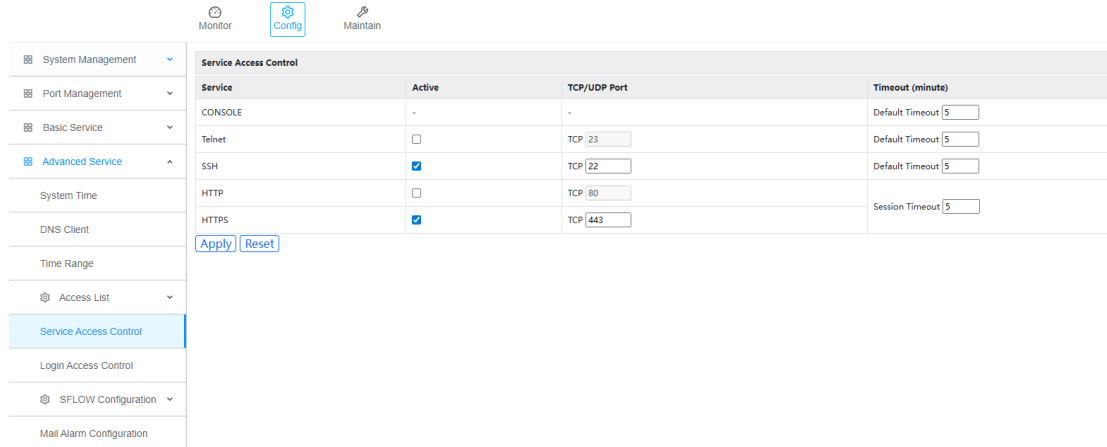 Monitor
Config
Maintain
System Management
Port Management
Basic Service
Advanced Service
System Time
DNS Client
Time Range
Access List
Service Access Control
Login Access Control
SFLOW Configuration
Mail Alarm Configuration
Service Access Control
Service Active TCP/UDP Port Timeout (minute)
CONSOLE - - Default Timeout 5
Telnet TCP 23 Default Timeout 5
SSH TCP 22 Default Timeout 5
HTTP TCP 80
Session Timeout 5
HTTPS TCP 443
Apply Reset